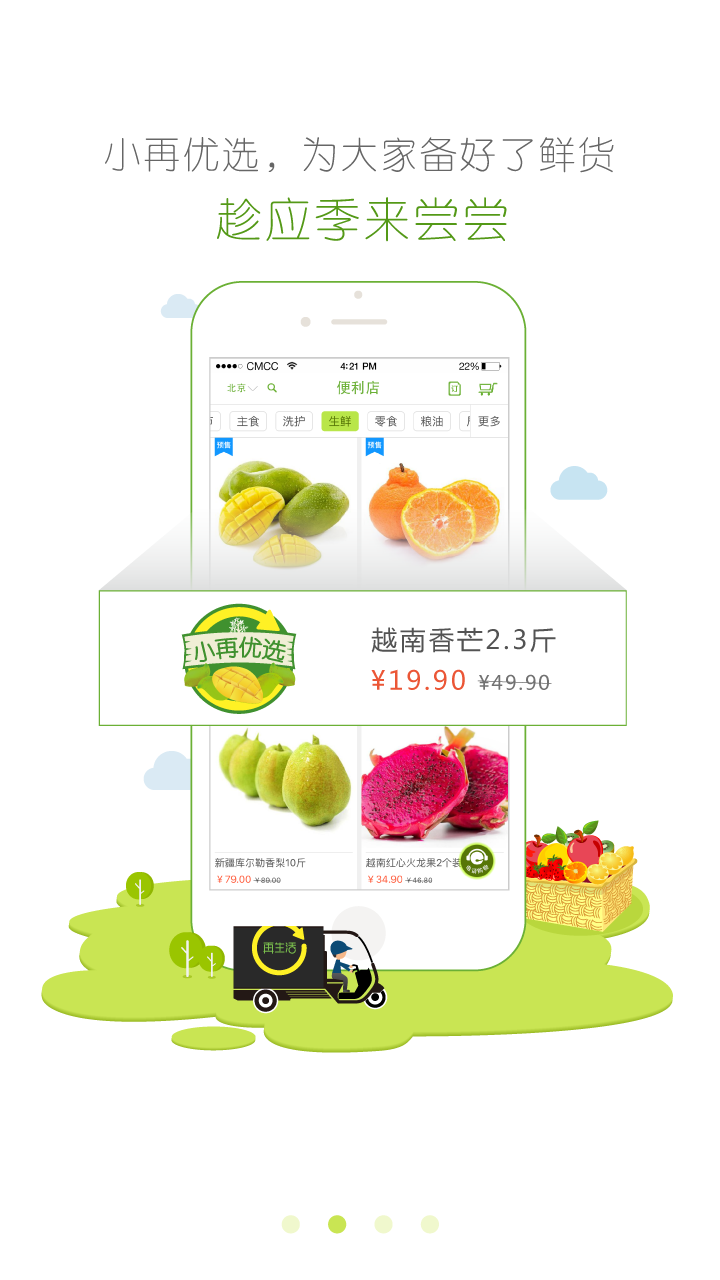 小再优选，为大家备好了鲜货
趁应季来尝尝
CMCC 4:21 PM 22%
北京 便利店
主食 洗护 生鲜 零食 粮油 更多
预售 预售
小再优选
越南香芒2.3斤
¥19.90 ¥49.90
新疆库尔勒香梨10斤 越南红心火龙果2个装
¥79.00 ¥89.00 ¥34.90 ¥46.80
再生活